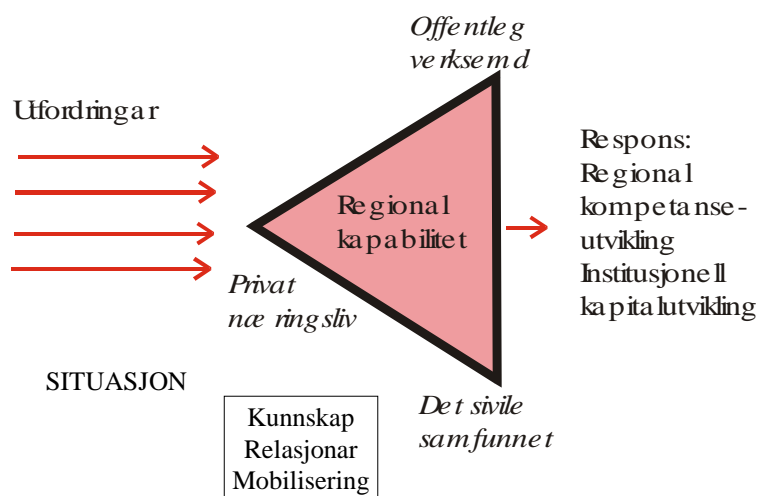 Offentleg
verksemd
Utfordringar
Respons:
Regional
kompetanse-
utvikling
Institusjonell
kapitalutvikling
Regional
kapabilitet
Privat
næringsliv
SITUASJON
Det sivile
samfunnet
Kunnskap
Relasjonar
Mobilisering